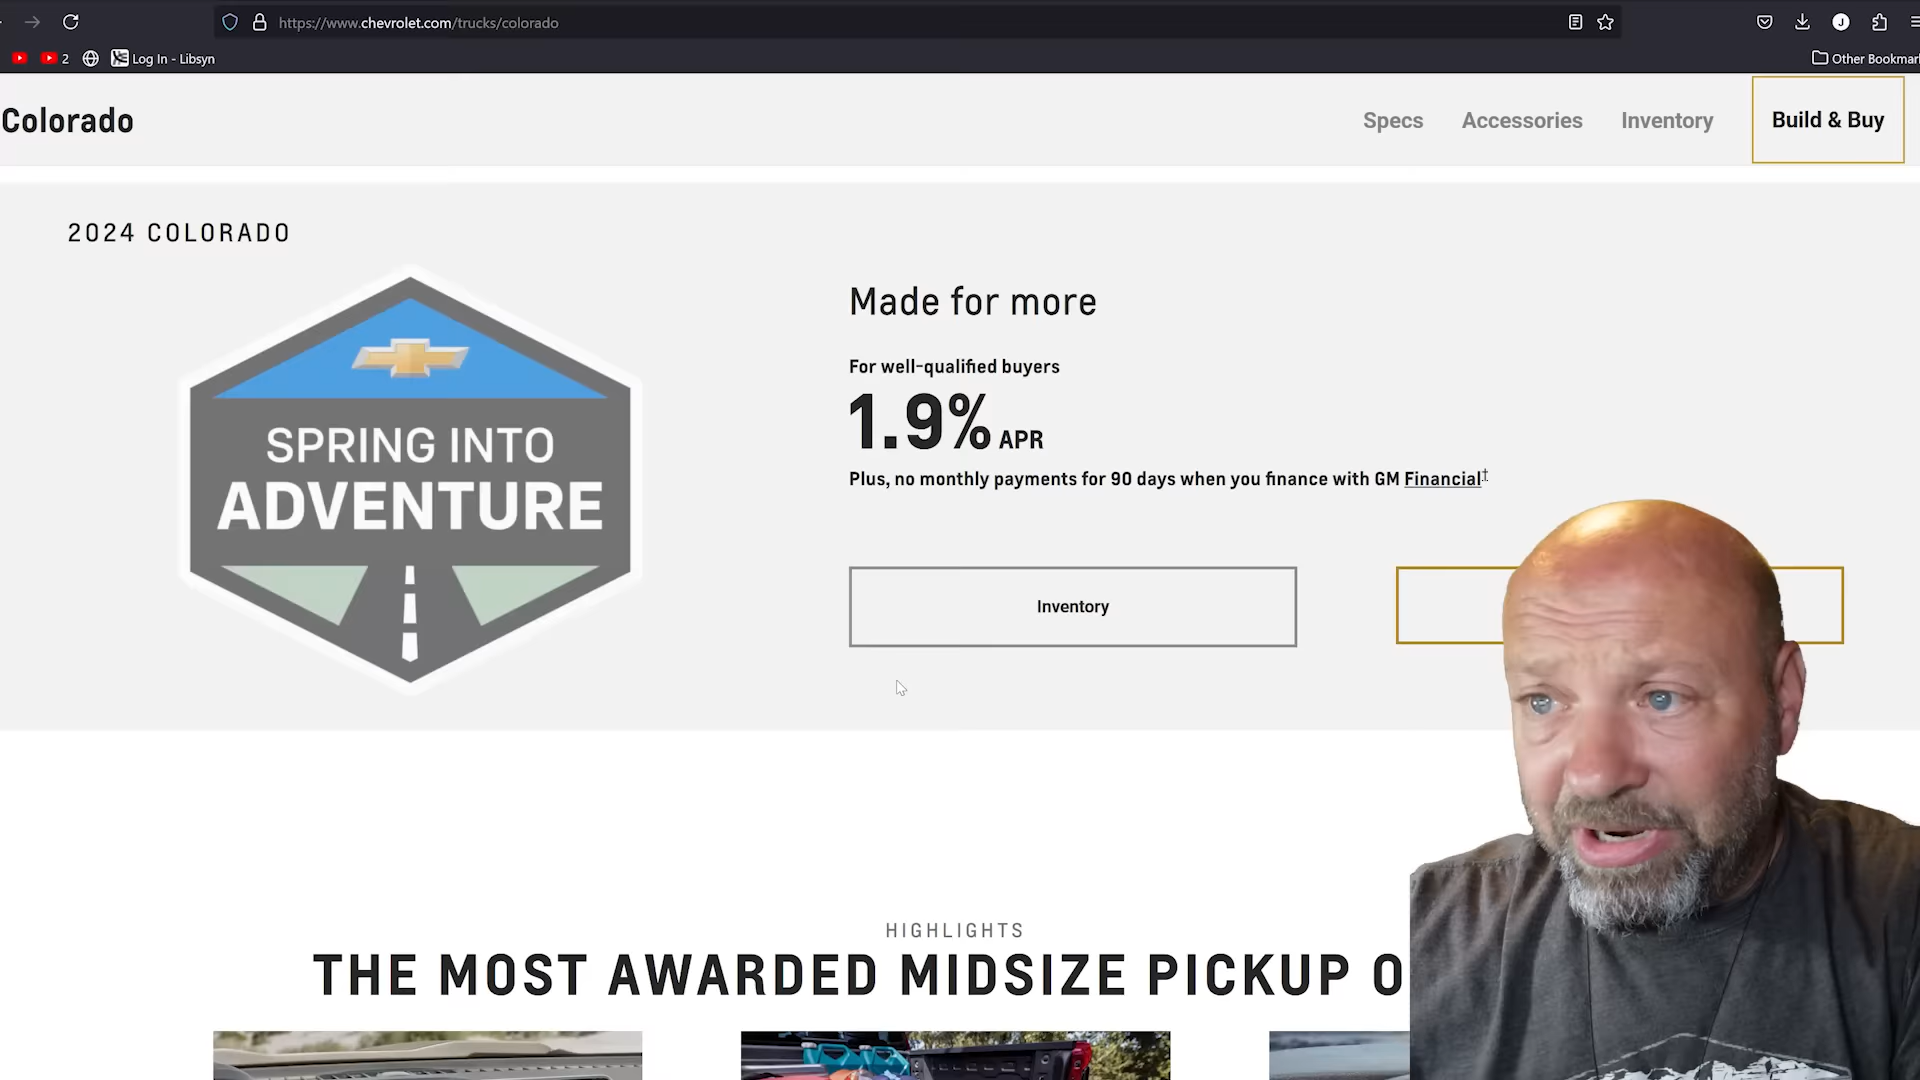 https://www.chevrolet.com/trucks/colorado
2
Log In - Libsyn
Other Bookmar
Colorado
Specs
Accessories
Inventory
Build & Buy
2024 COLORADO
SPRING INTO
ADVENTURE
Made for more
For well-qualified buyers
1.9% APR
Plus, no monthly payments for 90 days when you finance with GM Financial†
Inventory
HIGHLIGHTS
THE MOST AWARDED MIDSIZE PICKUP O